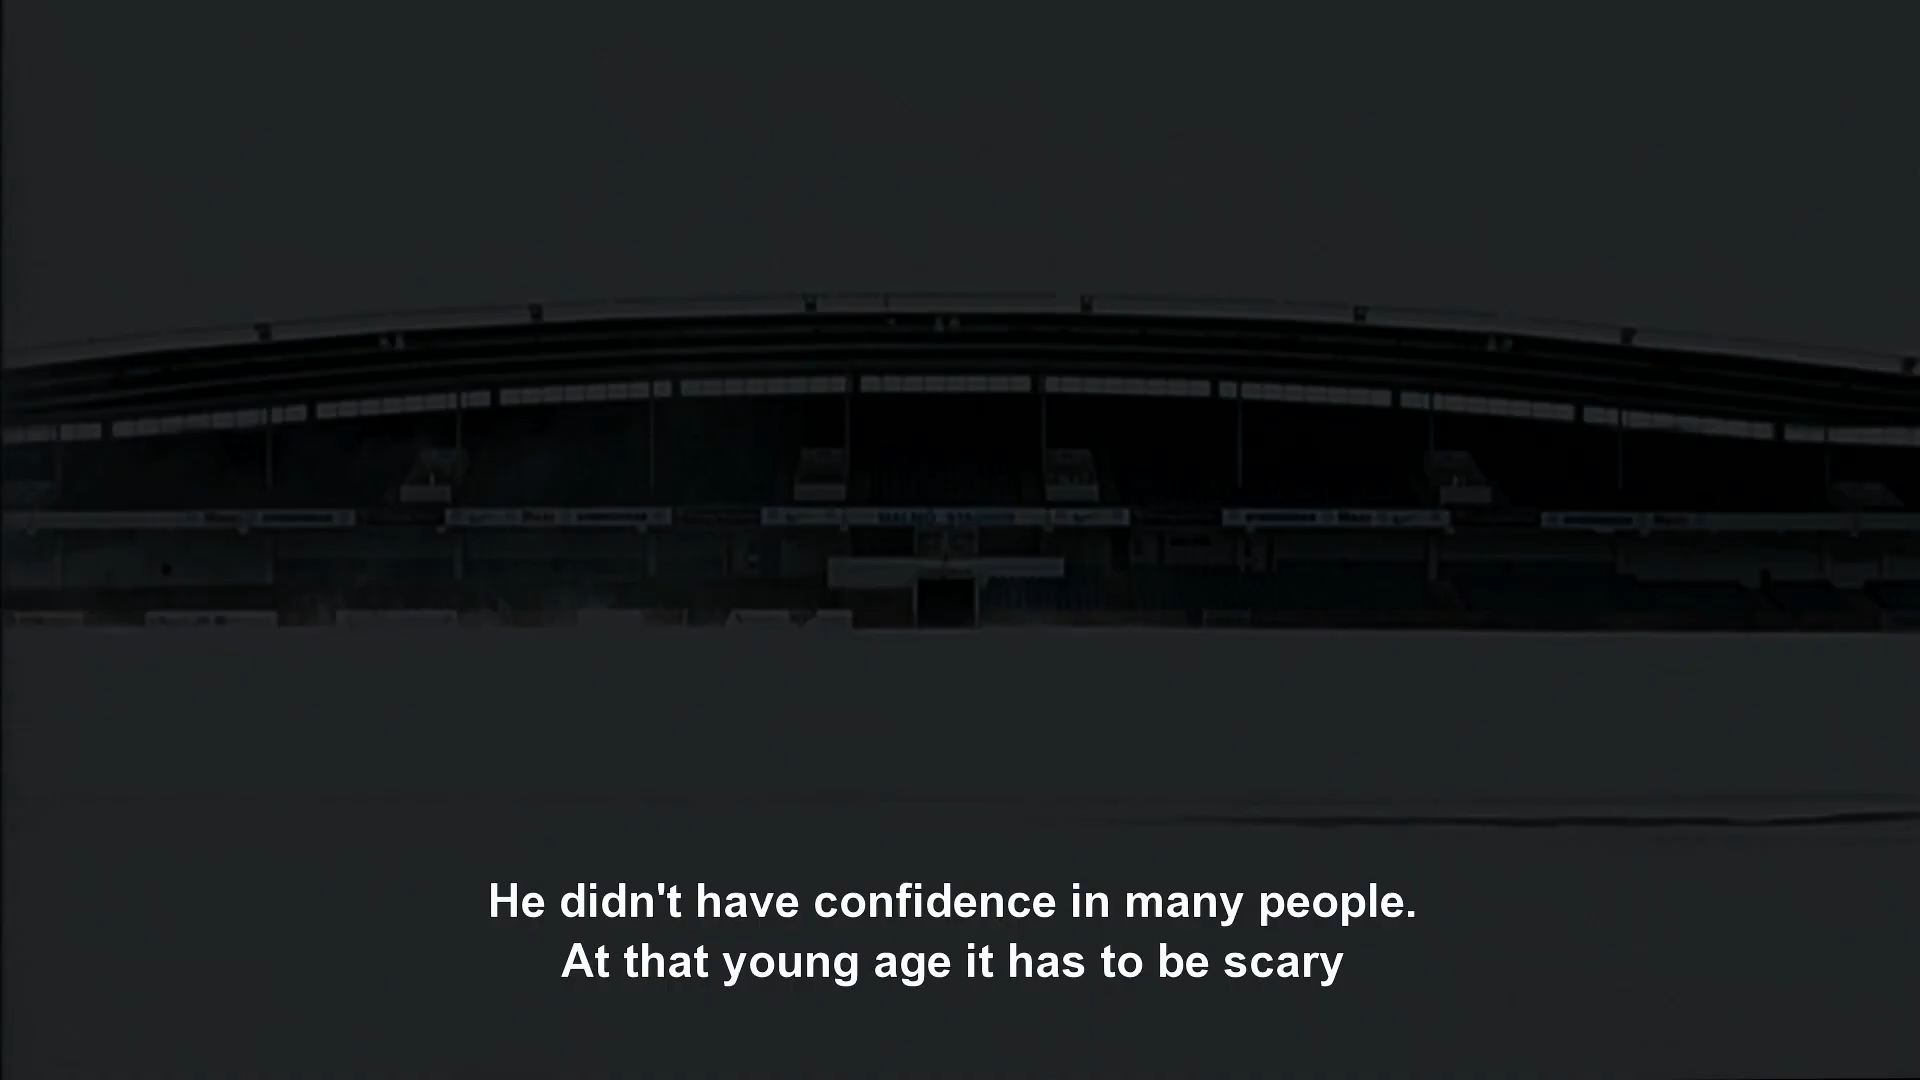 He didn't have confidence in many people.
At that young age it has to be scary